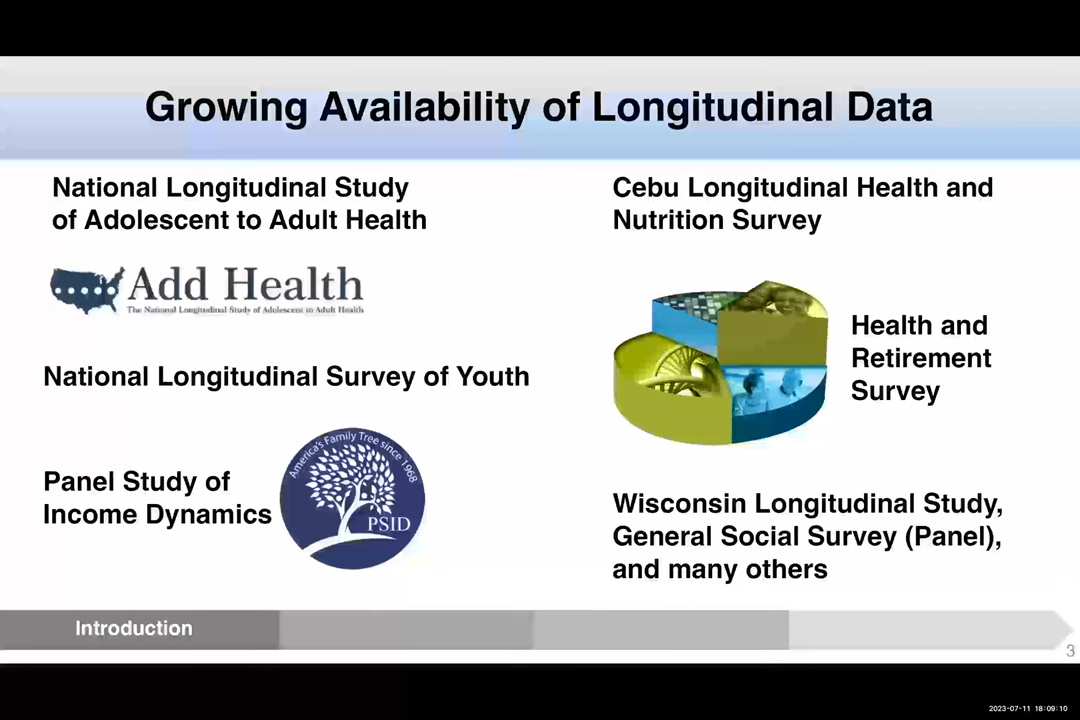 Growing Availability of Longitudinal Data
National Longitudinal Study
of Adolescent to Adult Health
Add Health
The National Longitudinal Study of Adolescent to Adult Health
National Longitudinal Survey of Youth
Panel Study of
Income Dynamics
America's Family Tree since 1968
PSID
Cebu Longitudinal Health and
Nutrition Survey
Health and
Retirement
Survey
Wisconsin Longitudinal Study,
General Social Survey (Panel),
and many others
Introduction
3
2023-07-11 18:09:10